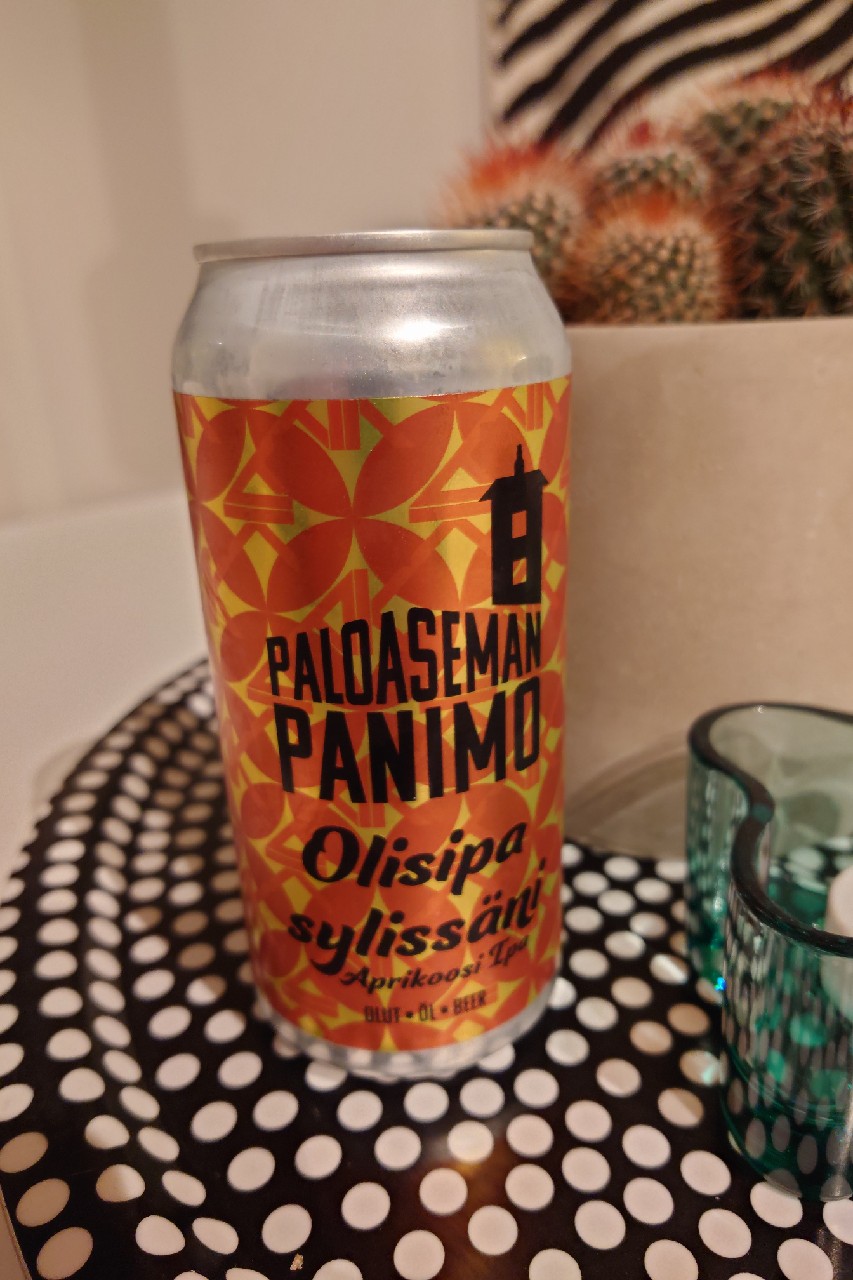 PALOASEMAN
PANIMO
Olisipa
sylissäni
Aprikoosi Ipa
OLUT • ÖL • BEER